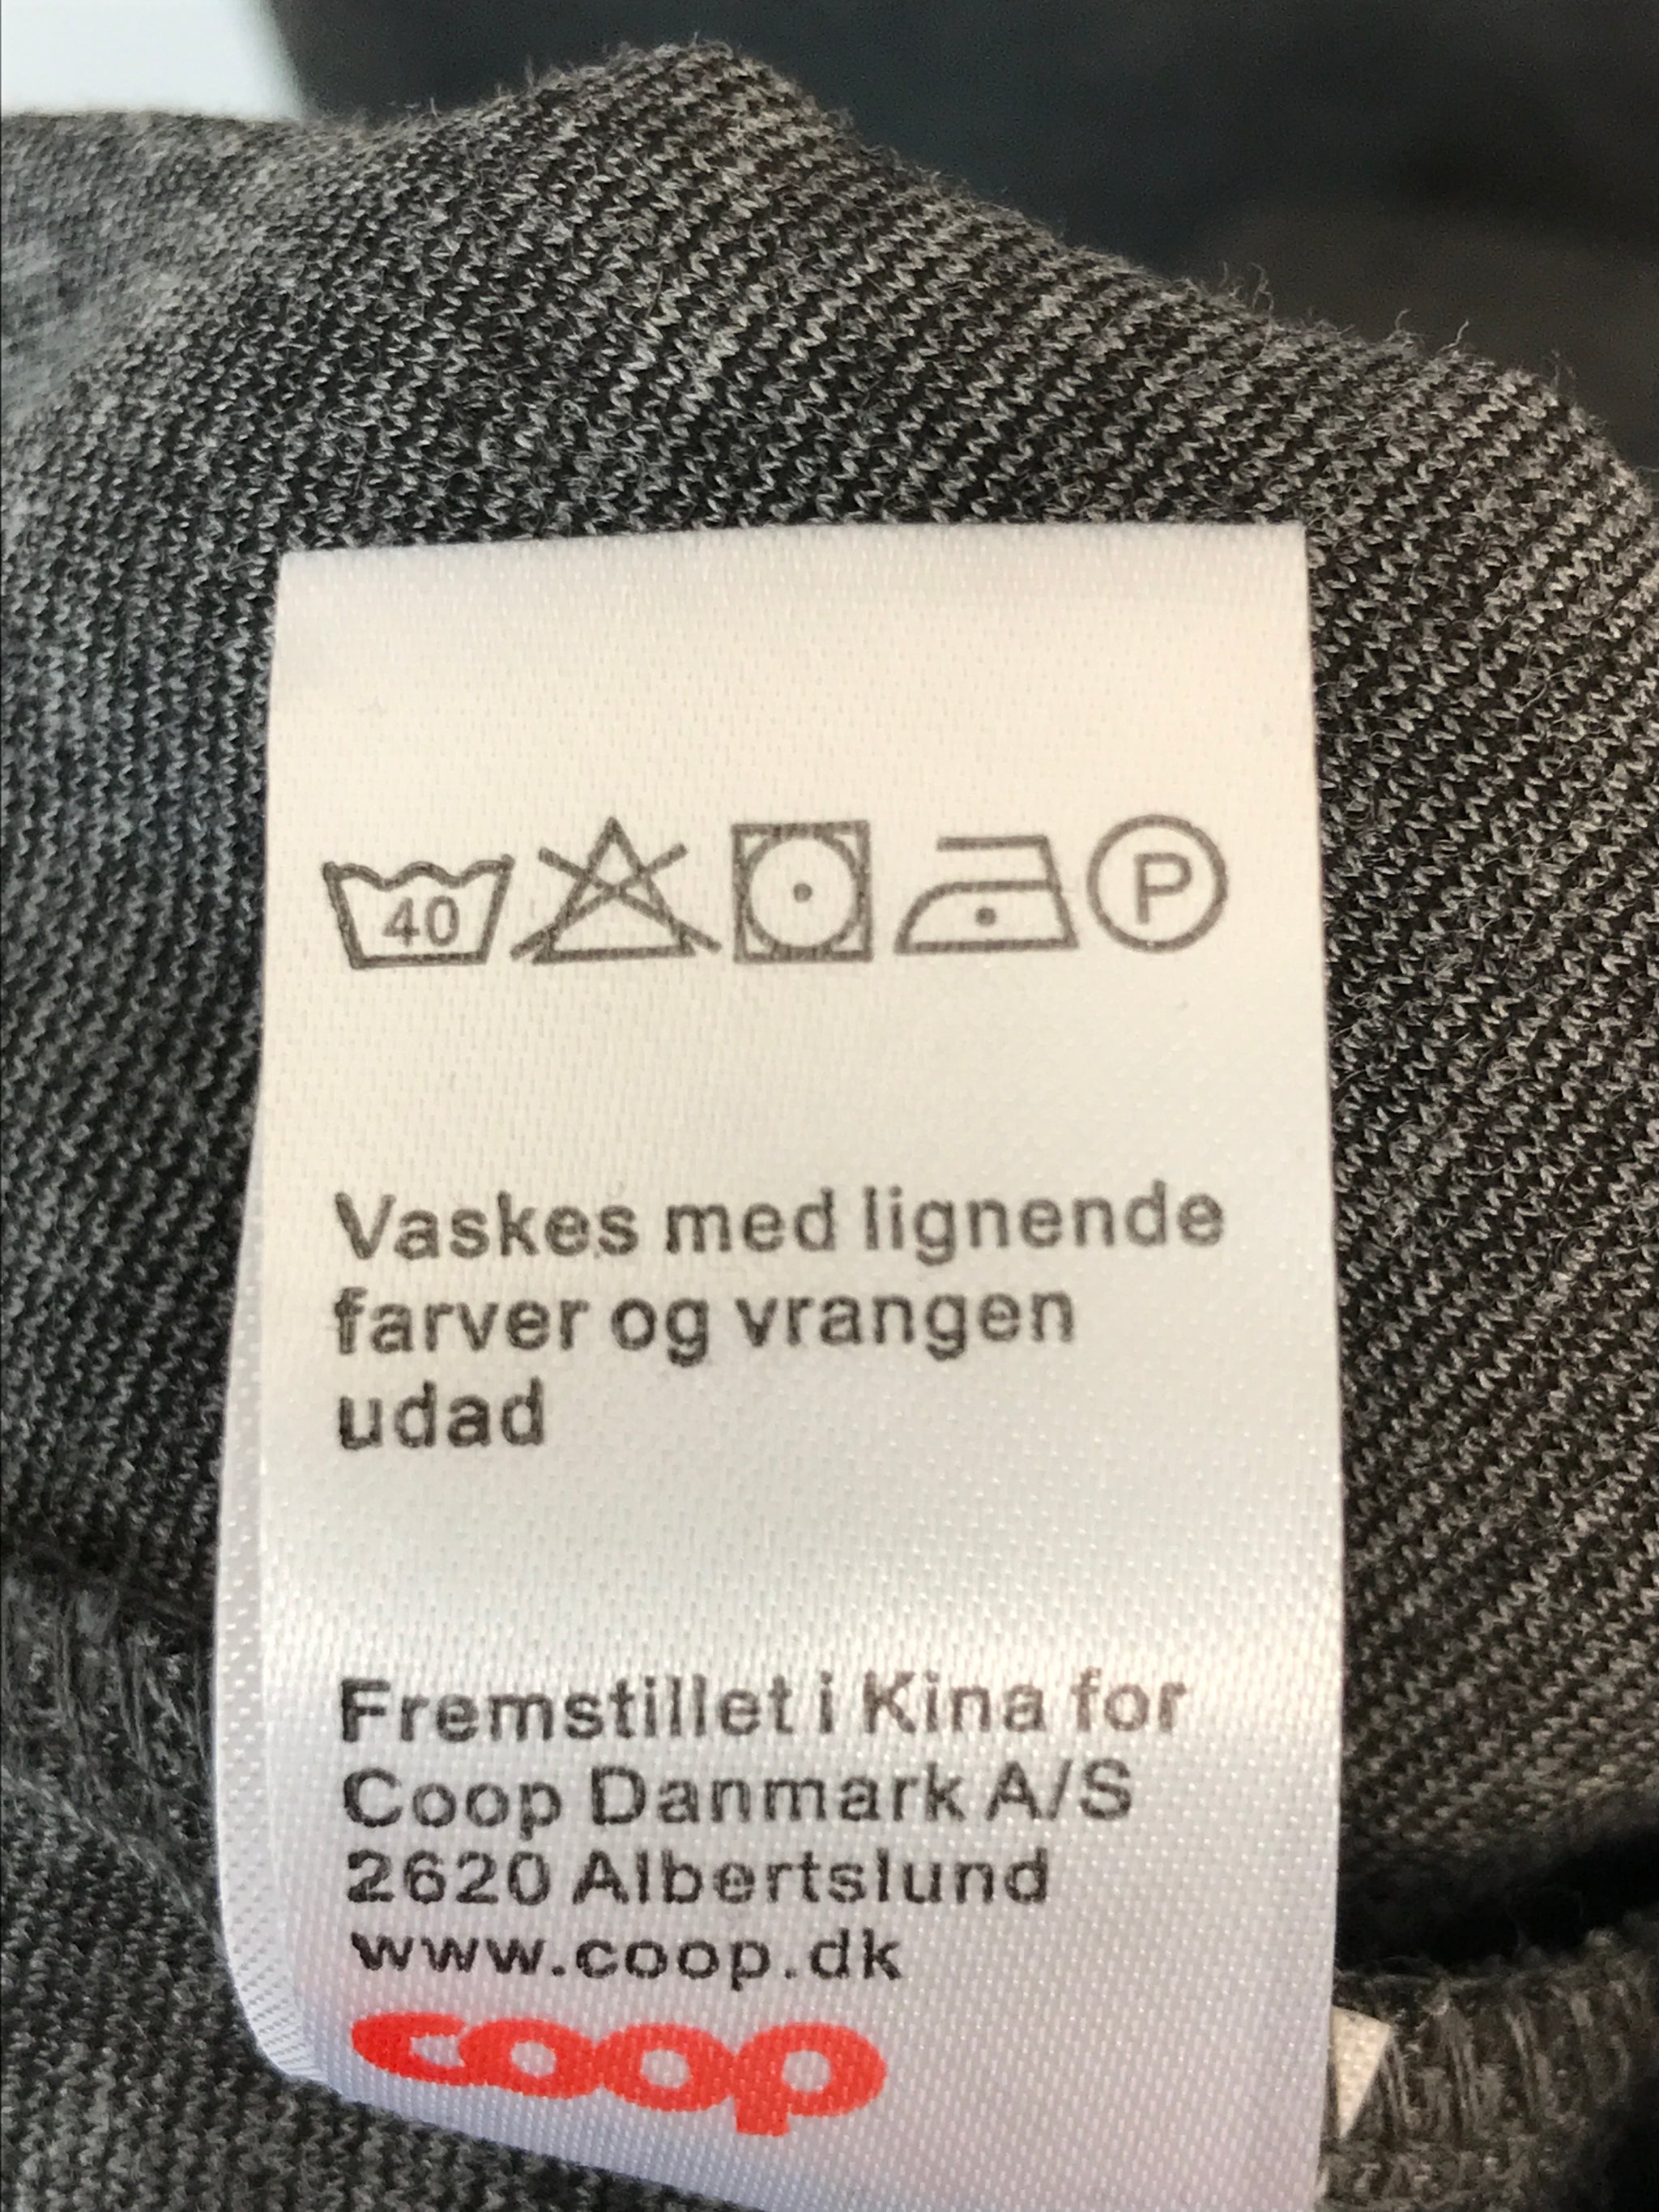 40 P
Vaskes med lignende
farver og vrangen
udad
Fremstillet i Kina for
Coop Danmark A/S
2620 Albertslund
www.coop.dk
coop